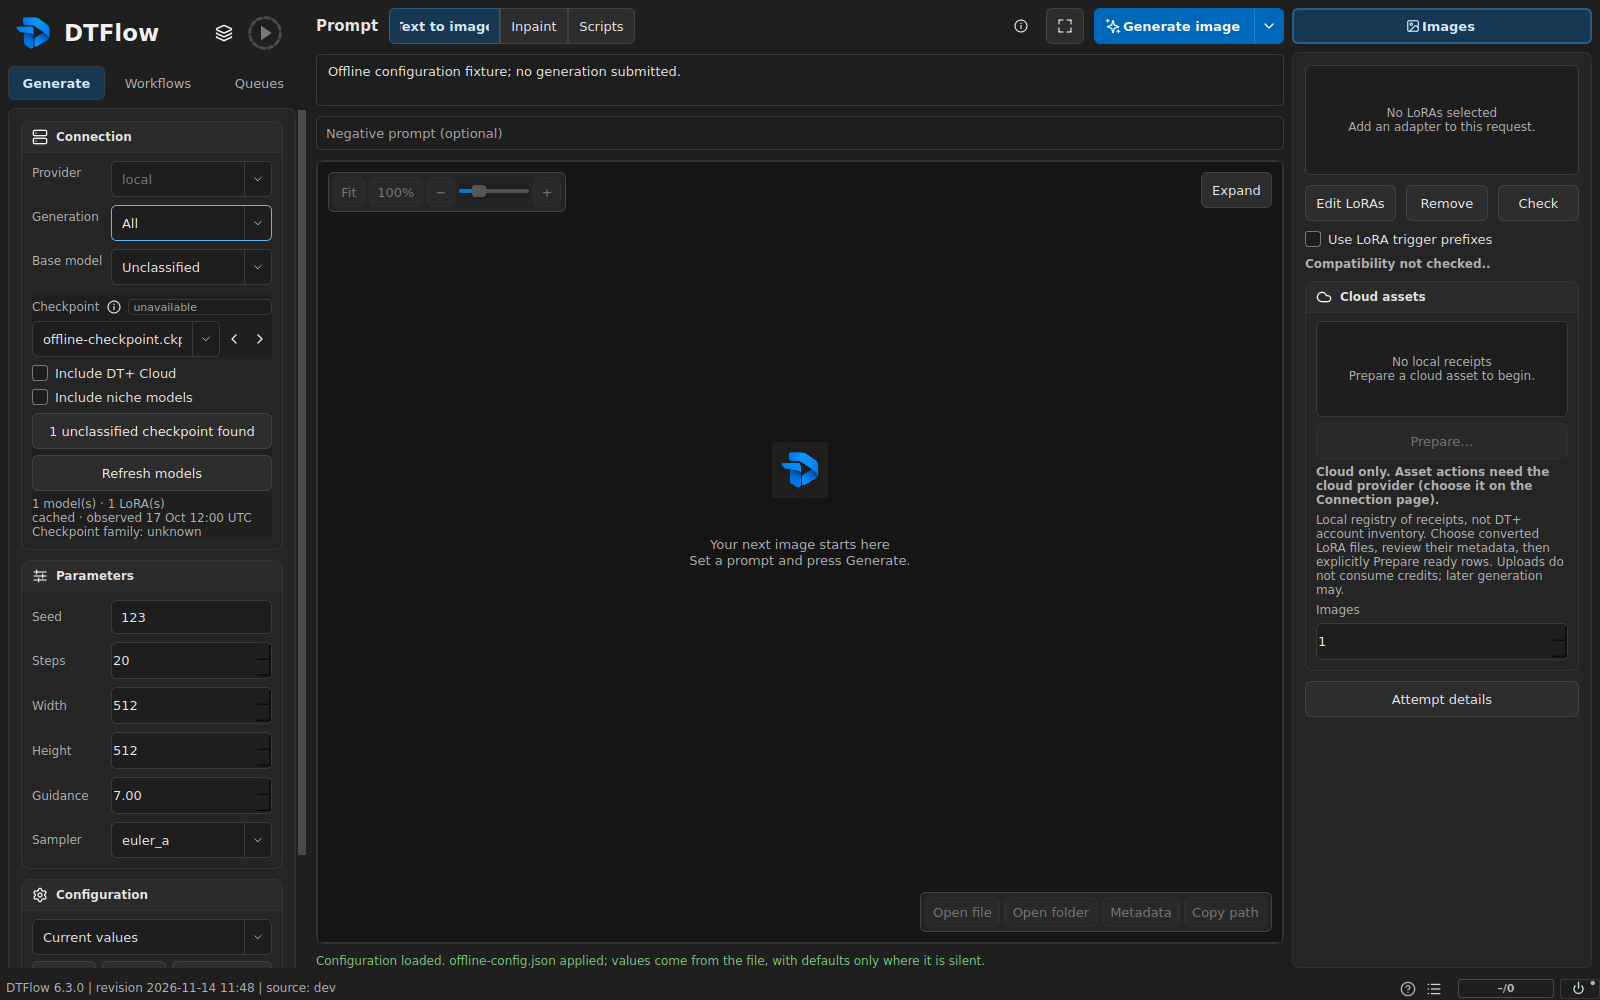 DTFlow
Generate
Workflows
Queues
Connection
Provider
local
Generation
All
Base model
Unclassified
Checkpoint
unavailable
offline-checkpoint.ckp
Include DT+ Cloud
Include niche models
1 unclassified checkpoint found
Refresh models
1 model(s) · 1 LoRA(s)
cached · observed 17 Oct 12:00 UTC
Checkpoint family: unknown
Parameters
Seed
123
Steps
20
Width
512
Height
512
Guidance
7.00
Sampler
euler_a
Configuration
Current values
Prompt
Text to image
Inpaint
Scripts
Generate image
Offline configuration fixture; no generation submitted.
Negative prompt (optional)
Fit
100%
−
+
Expand
Your next image starts here
Set a prompt and press Generate.
Open file
Open folder
Metadata
Copy path
Configuration loaded. offline-config.json applied; values come from the file, with defaults only where it is silent.
Images
No LoRAs selected
Add an adapter to this request.
Edit LoRAs
Remove
Check
Use LoRA trigger prefixes
Compatibility not checked..
Cloud assets
No local receipts
Prepare a cloud asset to begin.
Prepare...
Cloud only. Asset actions need the
cloud provider (choose it on the
Connection page).
Local registry of receipts, not DT+
account inventory. Choose converted
LoRA files, review their metadata, then
explicitly Prepare ready rows. Uploads do
not consume credits; later generation
may.
Images
1
Attempt details
DTFlow 6.3.0 | revision 2026-11-14 11:48 | source: dev
–/0